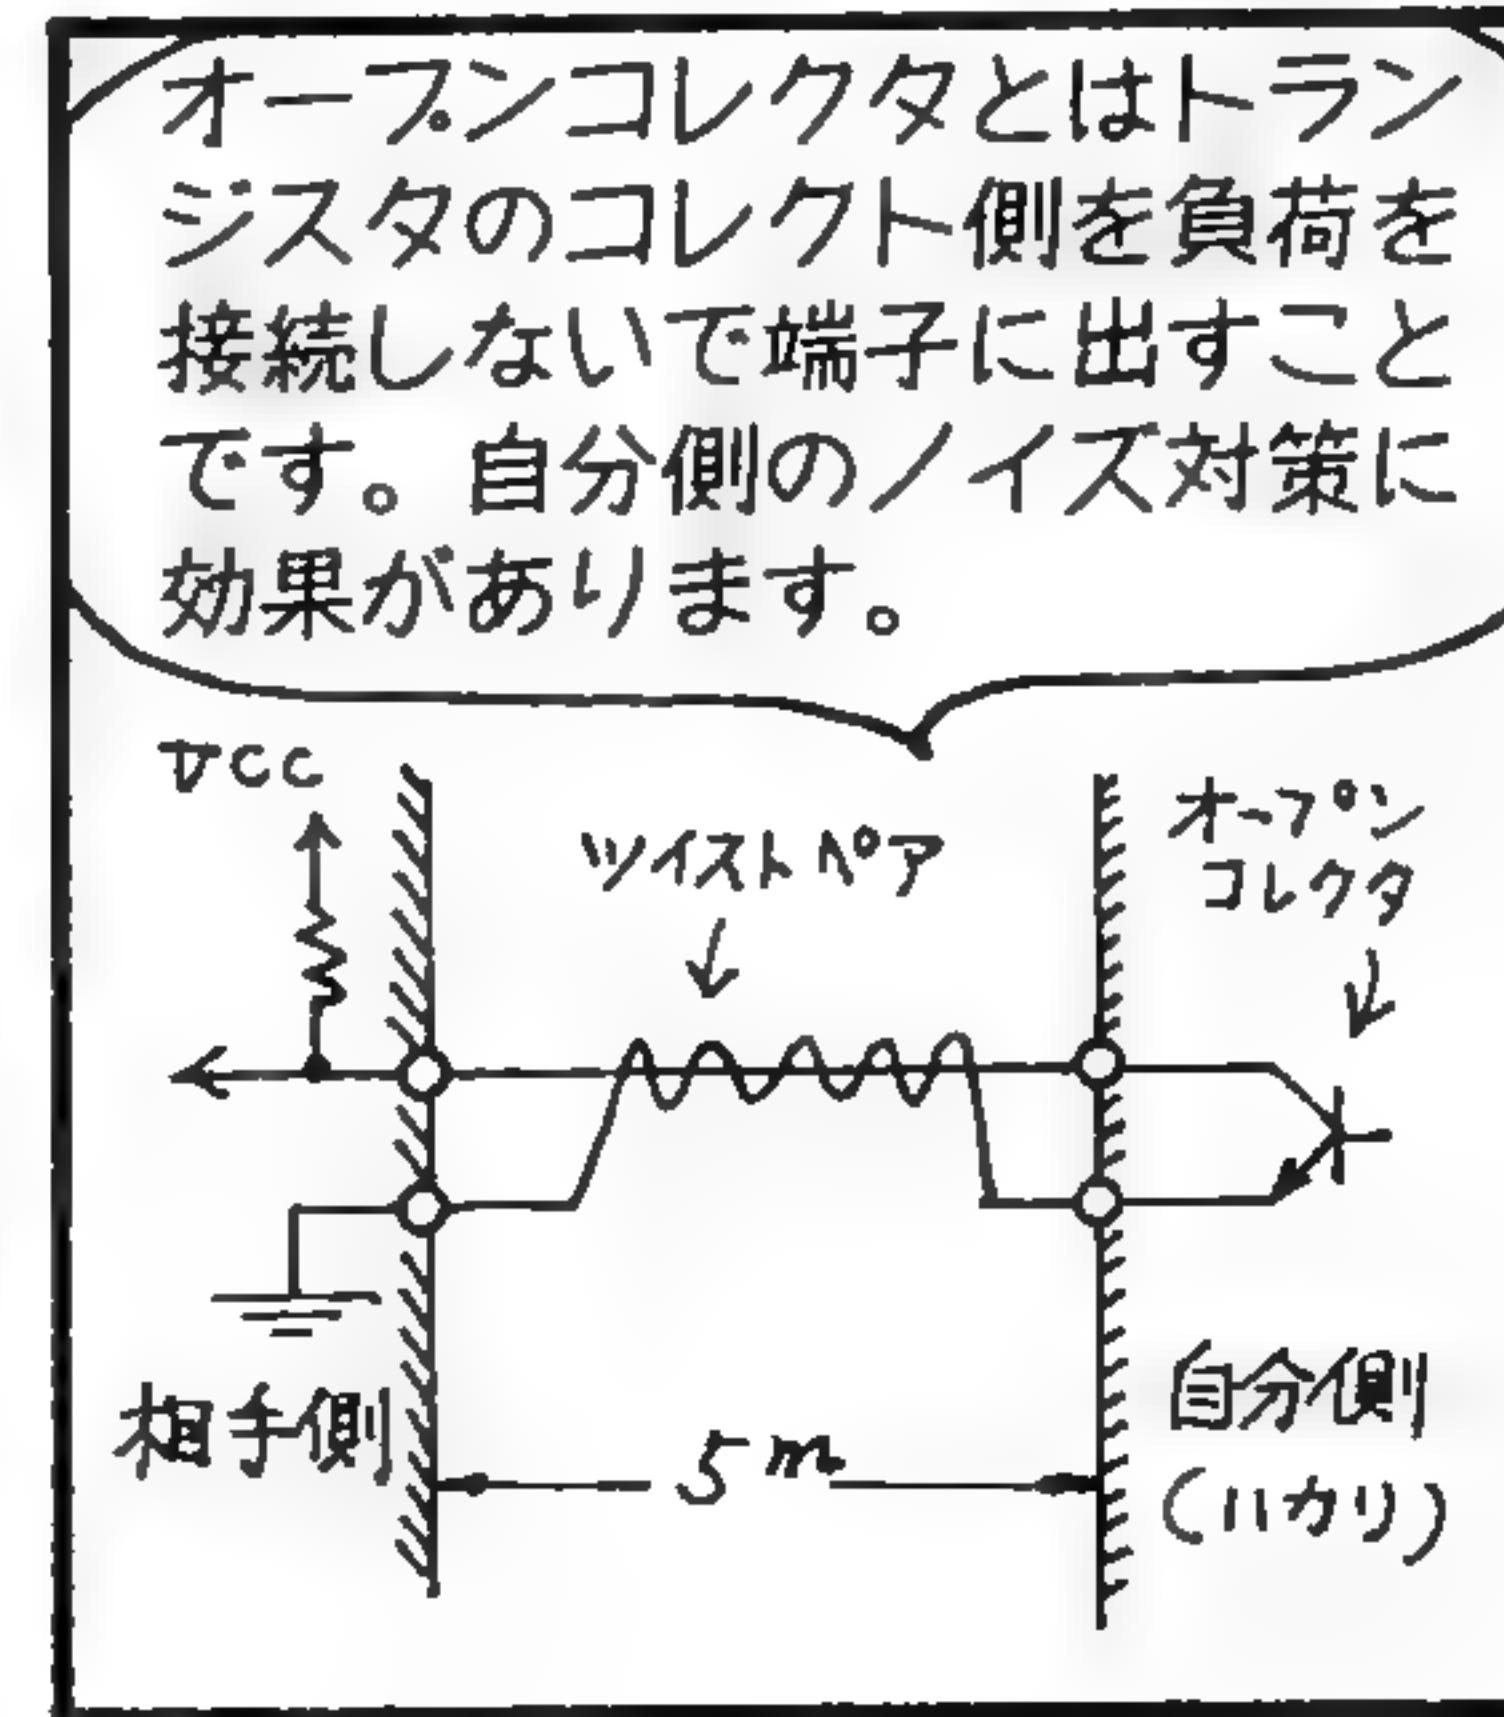 オープンコレクタとはトラン
ジスタのコレクト側を負荷を
接続しないで端子に出すこと
です。自分側のノイズ対策に
効果があります。
VCC
ツイストペア
オープン
コレクタ
相手側
5m
自分側
(ハカリ)